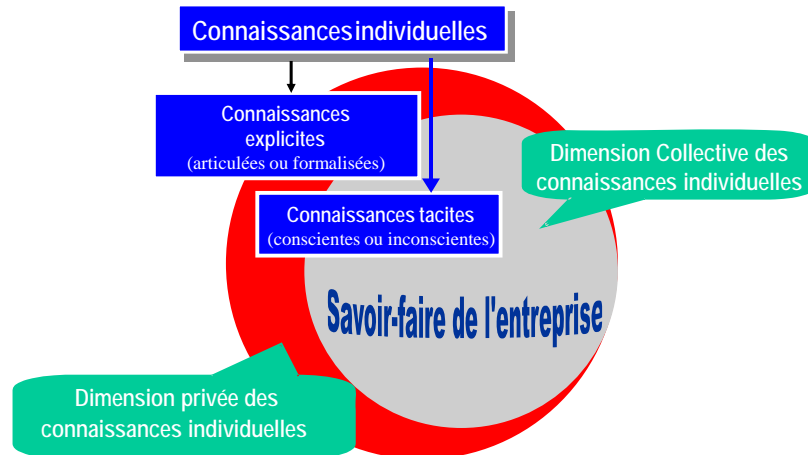 Connaissances individuelles
Connaissances
explicites
(articulées ou formalisées)
Dimension Collective des
connaissances individuelles
Connaissances tacites
(conscientes ou inconscientes)
Savoir-faire de l'entreprise
Dimension privée des
connaissances individuelles